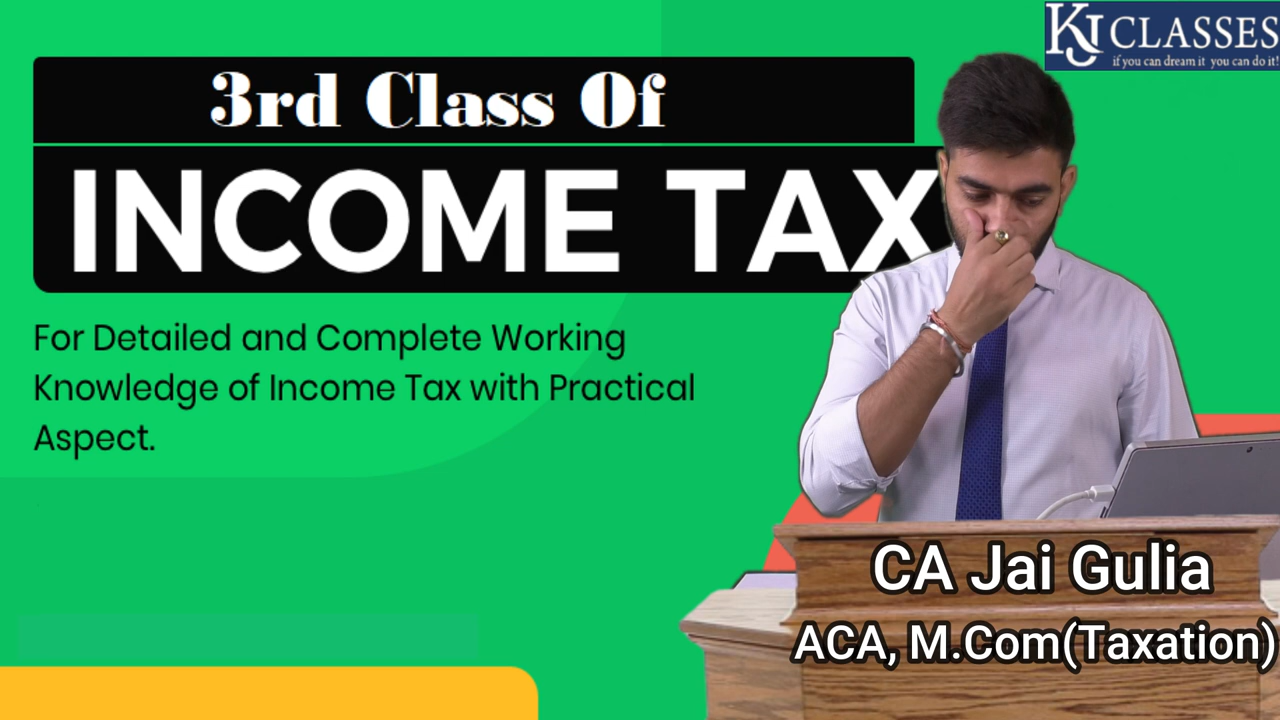 KJ CLASSES
if you can dream it you can do it!
3rd Class Of
INCOME TAX
For Detailed and Complete Working
Knowledge of Income Tax with Practical
Aspect.
CA Jai Gulia
ACA, M.Com(Taxation)